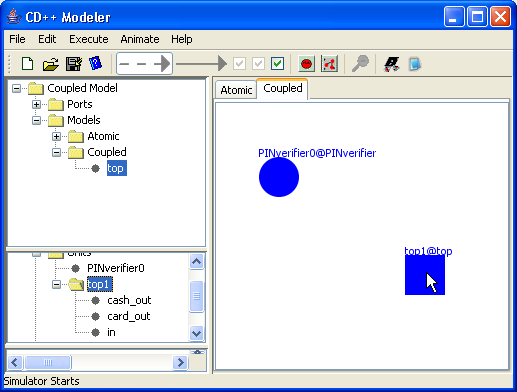 CD++ Modeler
File Edit Execute Animate Help
Coupled Model
Ports
Models
Atomic
Coupled
top
Units
PINverifier0
top1
cash_out
card_out
in
Atomic Coupled
PINverifier0@PINverifier
top1@top
Simulator Starts